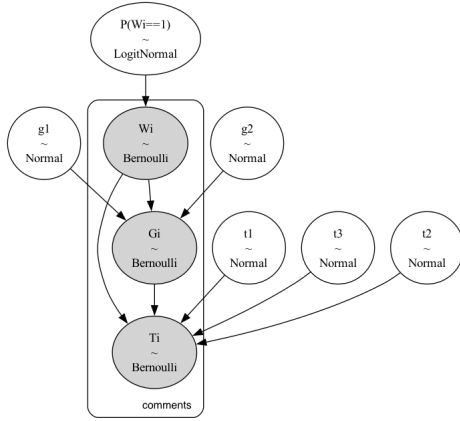 P(Wi==1)
~
LogitNormal
g1
~
Normal
Wi
~
Bernoulli
g2
~
Normal
Gi
~
Bernoulli
t1
~
Normal
t3
~
Normal
t2
~
Normal
Ti
~
Bernoulli
comments